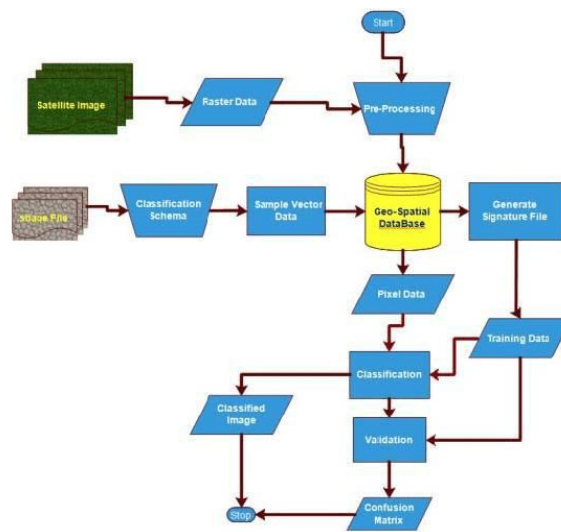 Start
Satellite Image
Raster Data
Pre-Processing
Shape File
Classification
Schema
Sample Vector
Data
Geo-Spatial
DataBase
Generate
Signature File
Pixel Data
Training Data
Classification
Classified
Image
Validation
Stop
Confusion
Matrix